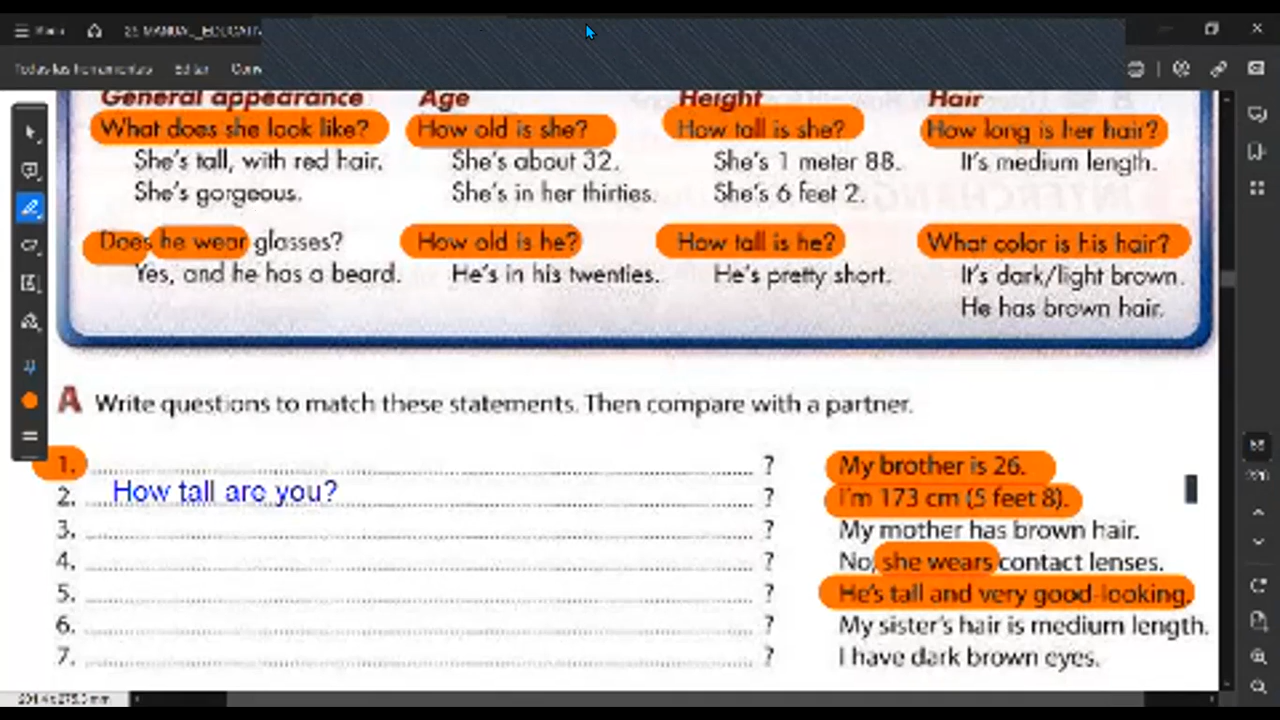 25 MANUAL_EDUCATIV
Todas las herramientas Editar Conv
General appearance Age Height Hair
What does she look like? How old is she? How tall is she? How long is her hair?
She's tall, with red hair. She's about 32. She's 1 meter 88. It's medium length.
She's gorgeous. She's in her thirties. She's 6 feet 2.
Does he wear glasses? How old is he? How tall is he? What color is his hair?
Yes, and he has a beard. He's in his twenties. He's pretty short. It's dark/light brown.
He has brown hair.
A Write questions to match these statements. Then compare with a partner.
1. ? My brother is 26.
2. How tall are you? ? I'm 173 cm (5 feet 8).
3. ? My mother has brown hair.
4. ? No, she wears contact lenses.
5. ? He's tall and very good-looking.
6. ? My sister's hair is medium length.
7. ? I have dark brown eyes.